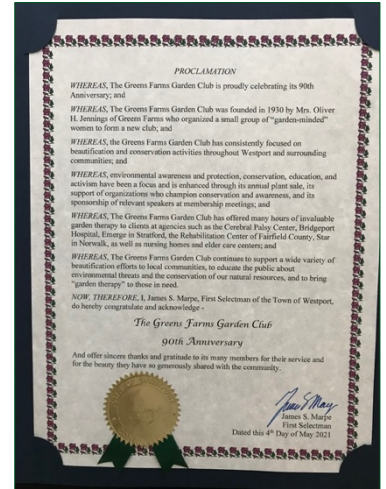 PROCLAMATION
WHEREAS, The Greens Farms Garden Club is proudly celebrating its 90th
Anniversary; and
WHEREAS, The Greens Farms Garden Club was founded in 1930 by Mrs. Oliver
H. Jennings of Greens Farms who organized a small group of "garden-minded"
women to form a new club; and
WHEREAS, the Greens Farms Garden Club has consistently focused on
beautification and conservation activities throughout Westport and surrounding
communities; and
WHEREAS, environmental awareness and protection, conservation, education, and
activism have been a focus and is enhanced through its annual plant sale, its
support of organizations who champion conservation and awareness, and its
sponsorship of relevant speakers at membership meetings; and
WHEREAS, The Greens Farms Garden Club has offered many hours of invaluable
garden therapy to clients at agencies such as the Cerebral Palsy Center, Bridgeport
Hospital, Emerge in Stratford, the Rehabilitation Center of Fairfield County, Star
in Norwalk, as well as nursing homes and elder care centers; and
WHEREAS, The Greens Farms Garden Club continues to support a wide variety of
beautification efforts to local communities, to educate the public about
environmental threats and the conservation of our natural resources, and to bring
"garden therapy" to those in need.
NOW, THEREFORE, I, James S. Marpe, First Selectman of the Town of Westport,
do hereby congratulate and acknowledge -
The Greens Farms Garden Club
90th Anniversary
And offer sincere thanks and gratitude to its many members for their service and
for the beauty they have so generously shared with the community.
James S. Marpe
First Selectman
Dated this 4th Day of May 2021